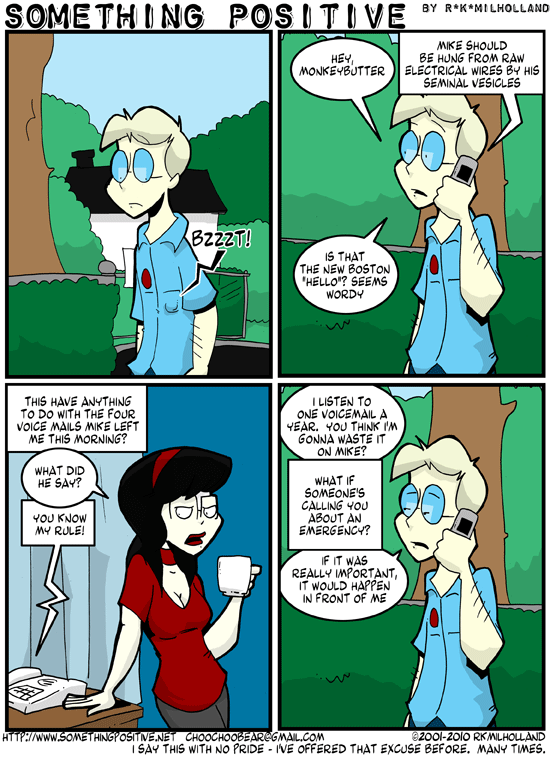 SOMETHING POSITIVE
BY R*K*MILHOLLAND
BZZZT!
HEY,
MONKEYBUTTER
MIKE SHOULD
BE HUNG FROM RAW
ELECTRICAL WIRES BY HIS
SEMINAL VESICLES
IS THAT
THE NEW BOSTON
"HELLO"? SEEMS
WORDY
THIS HAVE ANYTHING
TO DO WITH THE FOUR
VOICE MAILS MIKE LEFT
ME THIS MORNING?
WHAT DID
HE SAY?
YOU KNOW
MY RULE!
I LISTEN TO
ONE VOICEMAIL A
YEAR. YOU THINK I'M
GONNA WASTE IT
ON MIKE?
WHAT IF
SOMEONE'S
CALLING YOU
ABOUT AN
EMERGENCY?
IF IT WAS
REALLY IMPORTANT,
IT WOULD HAPPEN
IN FRONT OF ME
HTTP://WWW.SOMETHINGPOSITIVE.NET CHOOCHOOBEAR@GMAIL.COM ©2001-2010 RKMILHOLLAND
I SAY THIS WITH NO PRIDE - I'VE OFFERED THAT EXCUSE BEFORE. MANY TIMES.